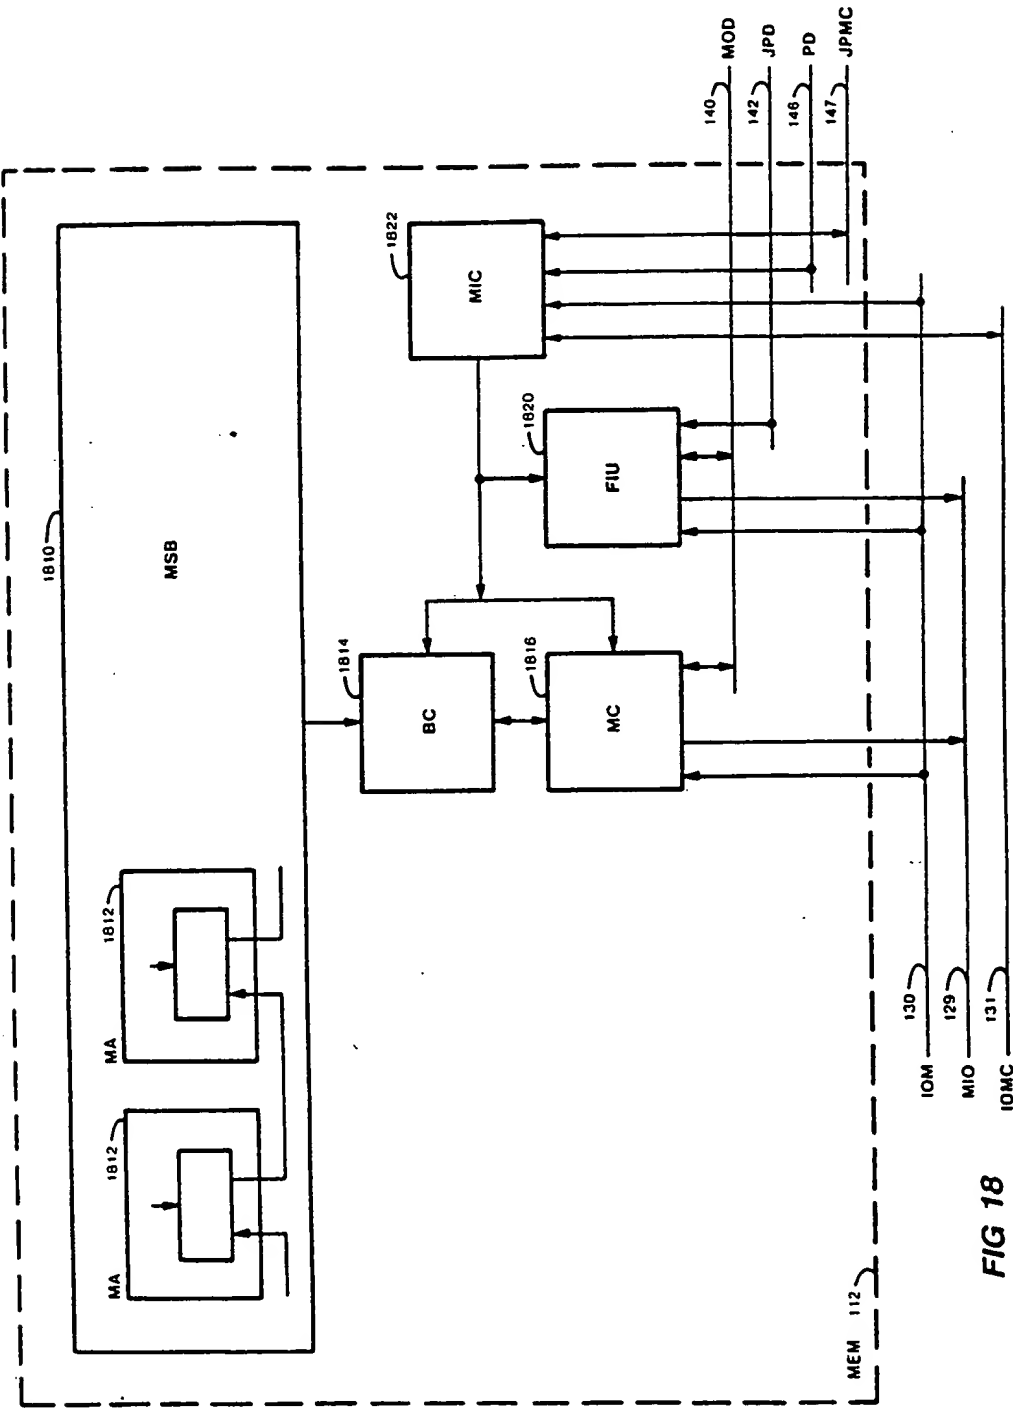 MOD
140
JPD
142
PD
146
JPMC
147
1822
MIC
1820
FIU
1810
MSB
1814
BC
1816
MC
1812
MA
1812
MA
130
IOM
129
MIO
131
IOMC
MEM 112
FIG 18